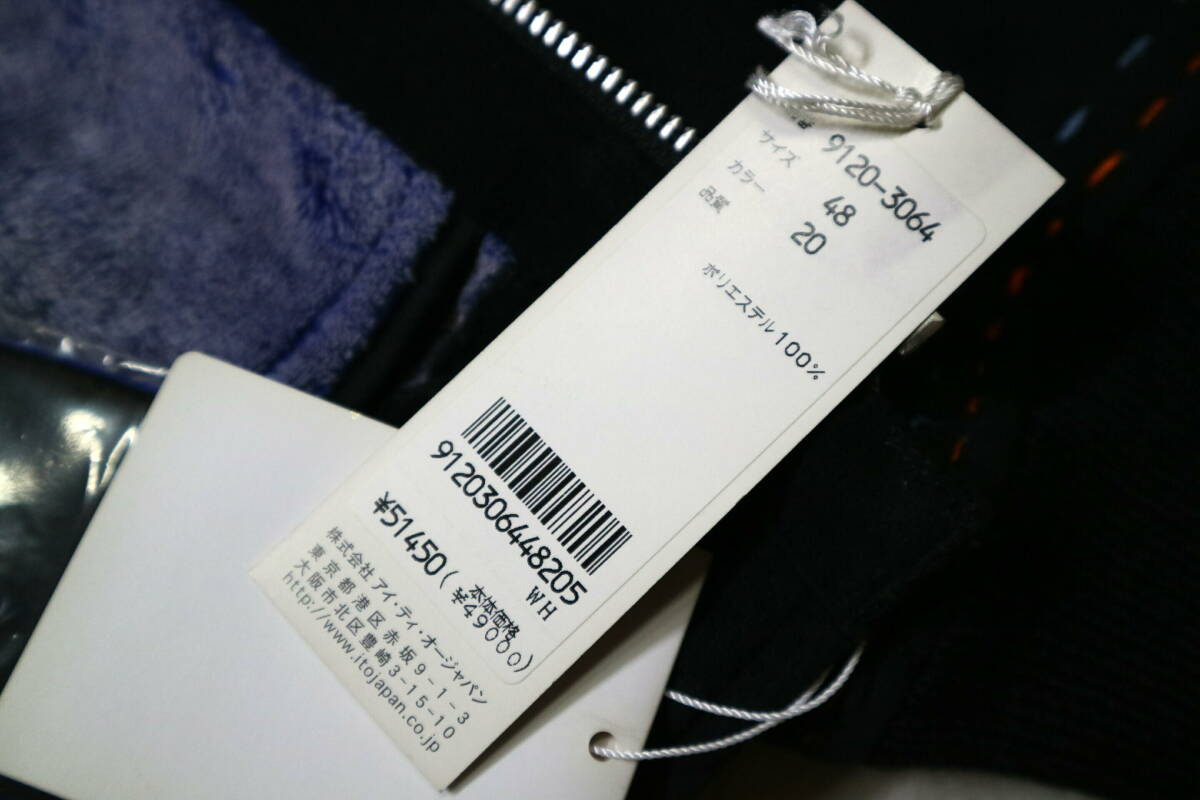 9120-3064
サイズ 48
カラー 20
品質
ポリエステル100%
9120306448205
WH
¥51450(本体価格 ¥49000)
株式会社 アイ・ティ・オージャパン
東京都港区赤坂9-1-3
大阪市北区豊崎3-15-10
http://www.itojapan.co.jp